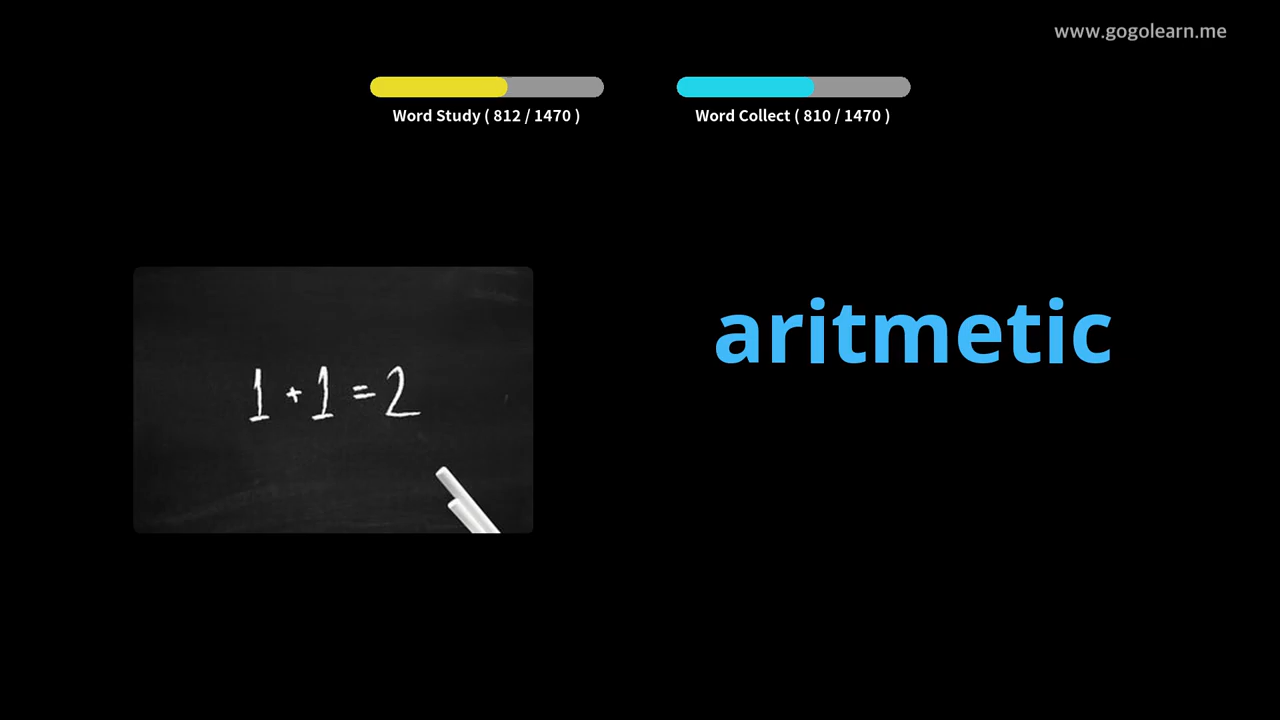 www.gogolearn.me
Word Study ( 812 / 1470 )
Word Collect ( 810 / 1470 )
1 + 1 = 2
aritmetic